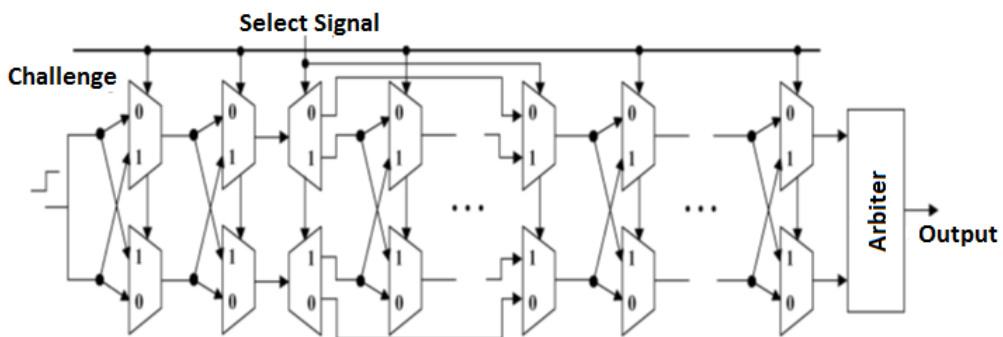 Select Signal
Challenge
0 0 0 0 0 0 0
1 1 1 1 1 1 1
... ...
1 1 1 1 1 1 1
0 0 0 0 0 0 0
Arbiter
Output